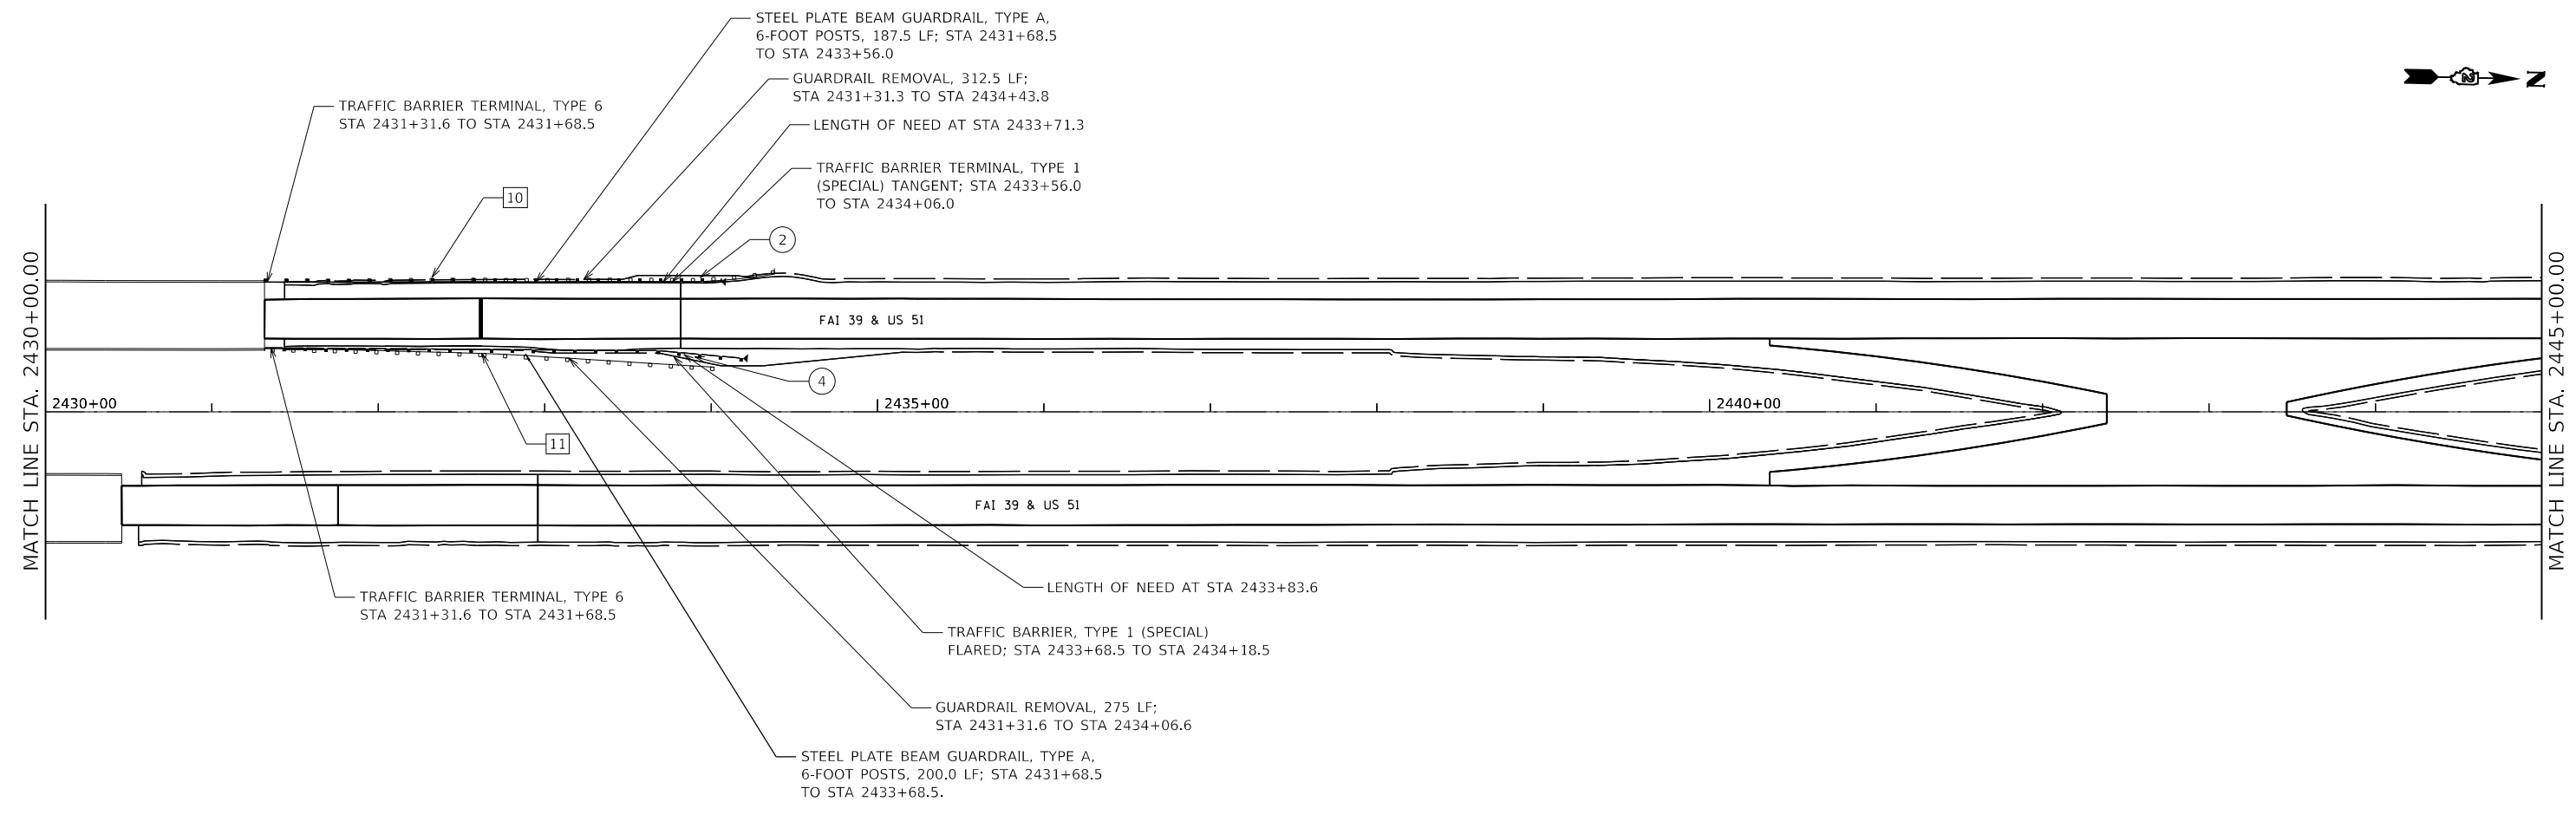 STEEL PLATE BEAM GUARDRAIL, TYPE A,
6-FOOT POSTS, 187.5 LF; STA 2431+68.5
TO STA 2433+56.0
GUARDRAIL REMOVAL, 312.5 LF;
STA 2431+31.3 TO STA 2434+43.8
TRAFFIC BARRIER TERMINAL, TYPE 6
STA 2431+31.6 TO STA 2431+68.5
LENGTH OF NEED AT STA 2433+71.3
TRAFFIC BARRIER TERMINAL, TYPE 1
(SPECIAL) TANGENT; STA 2433+56.0
TO STA 2434+06.0
N
10
2
MATCH LINE STA. 2430+00.00
MATCH LINE STA. 2445+00.00
FAI 39 & US 51
4
2430+00
2435+00
2440+00
11
FAI 39 & US 51
LENGTH OF NEED AT STA 2433+83.6
TRAFFIC BARRIER TERMINAL, TYPE 6
STA 2431+31.6 TO STA 2431+68.5
TRAFFIC BARRIER, TYPE 1 (SPECIAL)
FLARED; STA 2433+68.5 TO STA 2434+18.5
GUARDRAIL REMOVAL, 275 LF;
STA 2431+31.6 TO STA 2434+06.6
STEEL PLATE BEAM GUARDRAIL, TYPE A,
6-FOOT POSTS, 200.0 LF; STA 2431+68.5
TO STA 2433+68.5.